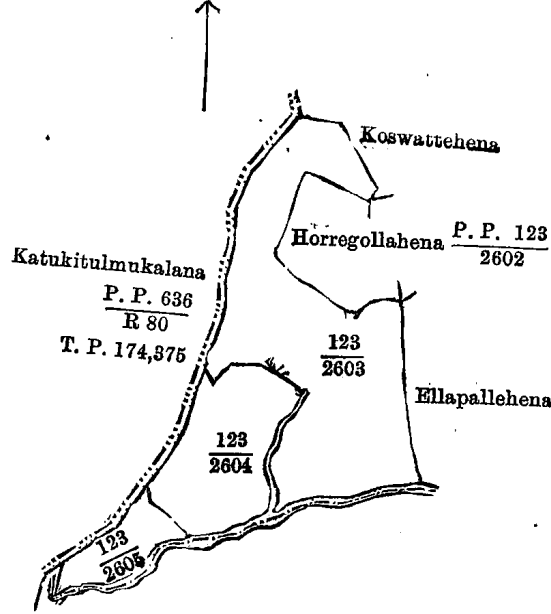 Koswattehena
Horregollahena P. P. 123
2602
Katukitulmukalana
P. P. 636
R 80
T. P. 174,375
123
2603
Ellapallehena
123
2604
123
2605